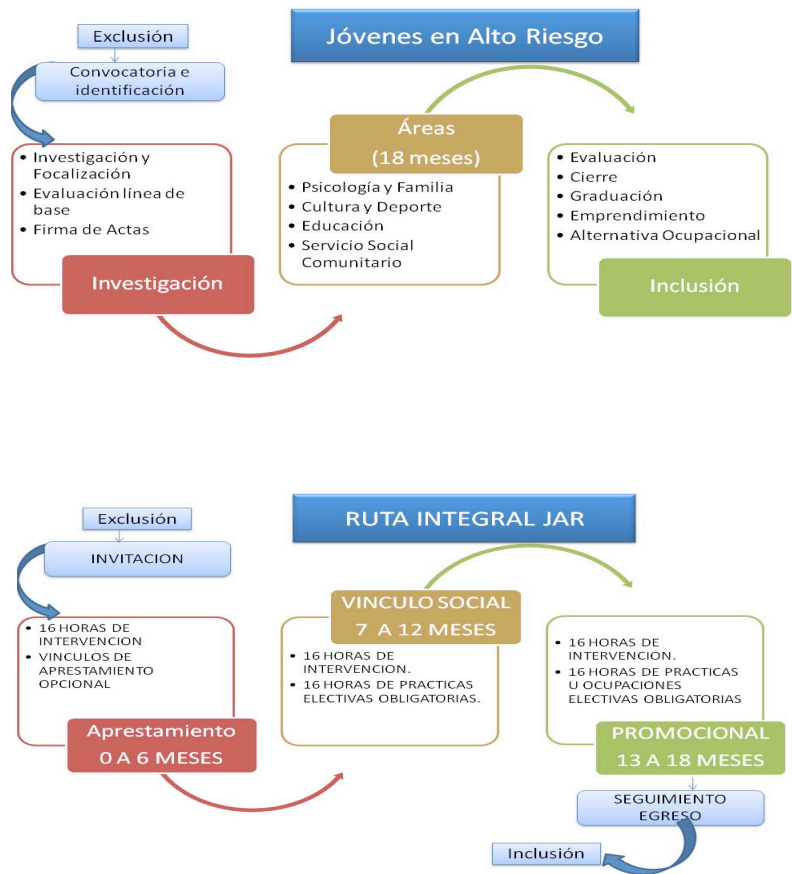 Exclusión
Jóvenes en Alto Riesgo
Convocatoria e
identificación
• Investigación y
Focalización
• Evaluación línea de
base
• Firma de Actas
Investigación
Áreas
(18 meses)
• Psicología y Familia
• Cultura y Deporte
• Educación
• Servicio Social
Comunitario
• Evaluación
• Cierre
• Graduación
• Emprendimiento
• Alternativa Ocupacional
Inclusión
Exclusión
RUTA INTEGRAL JAR
INVITACION
• 16 HORAS DE
INTERVENCION
• VINCULOS DE
APRESTAMIENTO
OPCIONAL
Aprestamiento
0 A 6 MESES
VINCULO SOCIAL
7 A 12 MESES
• 16 HORAS DE
INTERVENCION.
• 16 HORAS DE PRACTICAS
ELECTIVAS OBLIGATORIAS.
• 16 HORAS DE
INTERVENCION.
• 16 HORAS DE PRACTICAS
U OCUPACIONES
ELECTIVAS OBLIGATORIAS
PROMOCIONAL
13 A 18 MESES
SEGUIMIENTO
EGRESO
Inclusión